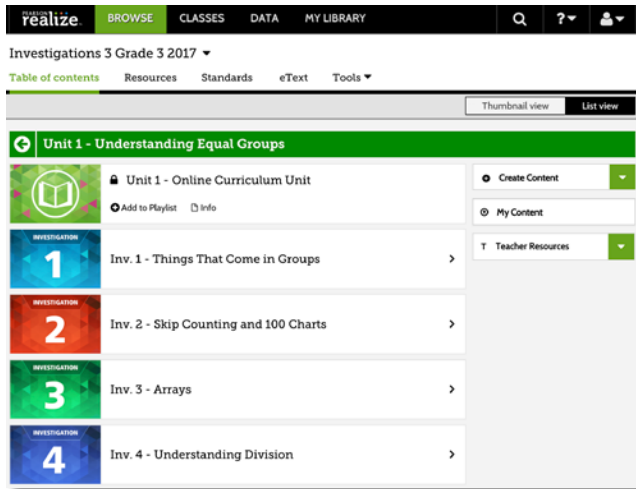 PEARSON
realize.
BROWSE CLASSES DATA MY LIBRARY ?
Investigations 3 Grade 3 2017
Table of contents Resources Standards eText Tools
Thumbnail view List view
Unit 1 - Understanding Equal Groups
Unit 1 - Online Curriculum Unit
Add to Playlist Info
Create Content
My Content
T Teacher Resources
INVESTIGATION
1
Inv. 1 - Things That Come in Groups
INVESTIGATION
2
Inv. 2 - Skip Counting and 100 Charts
INVESTIGATION
3
Inv. 3 - Arrays
INVESTIGATION
4
Inv. 4 - Understanding Division